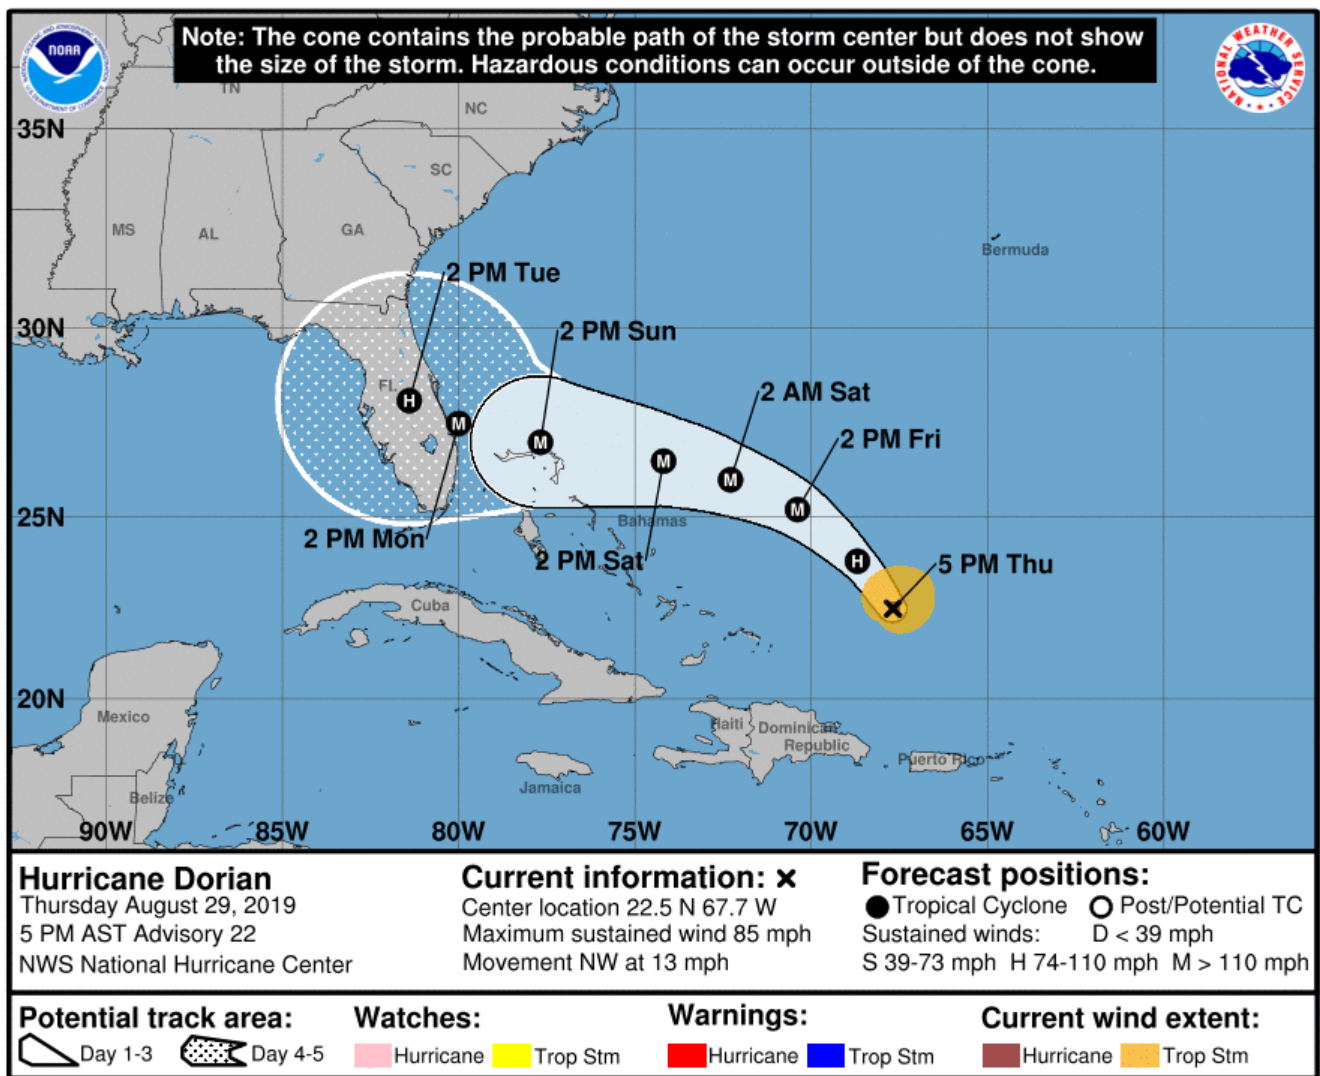 Note: The cone contains the probable path of the storm center but does not show
the size of the storm. Hazardous conditions can occur outside of the cone.
NOAA
NATIONAL WEATHER SERVICE
TN
NC
35N
SC
MS
AL
GA
Bermuda
2 PM Tue
30N
2 PM Sun
FL
2 AM Sat
H
M
M
2 PM Fri
M
M
M
25N
Bahamas
2 PM Mon
2 PM Sat
H
5 PM Thu
Cuba
20N
Mexico
Haiti
Dominican
Republic
Puerto Rico
Jamaica
Belize
90W 85W 80W 75W 70W 65W 60W
Hurricane Dorian
Thursday August 29, 2019
5 PM AST Advisory 22
NWS National Hurricane Center
Current information: x
Center location 22.5 N 67.7 W
Maximum sustained wind 85 mph
Movement NW at 13 mph
Forecast positions:
Tropical Cyclone Post/Potential TC
Sustained winds: D < 39 mph
S 39-73 mph H 74-110 mph M > 110 mph
Potential track area:
Day 1-3 Day 4-5
Watches:
Hurricane Trop Stm
Warnings:
Hurricane Trop Stm
Current wind extent:
Hurricane Trop Stm